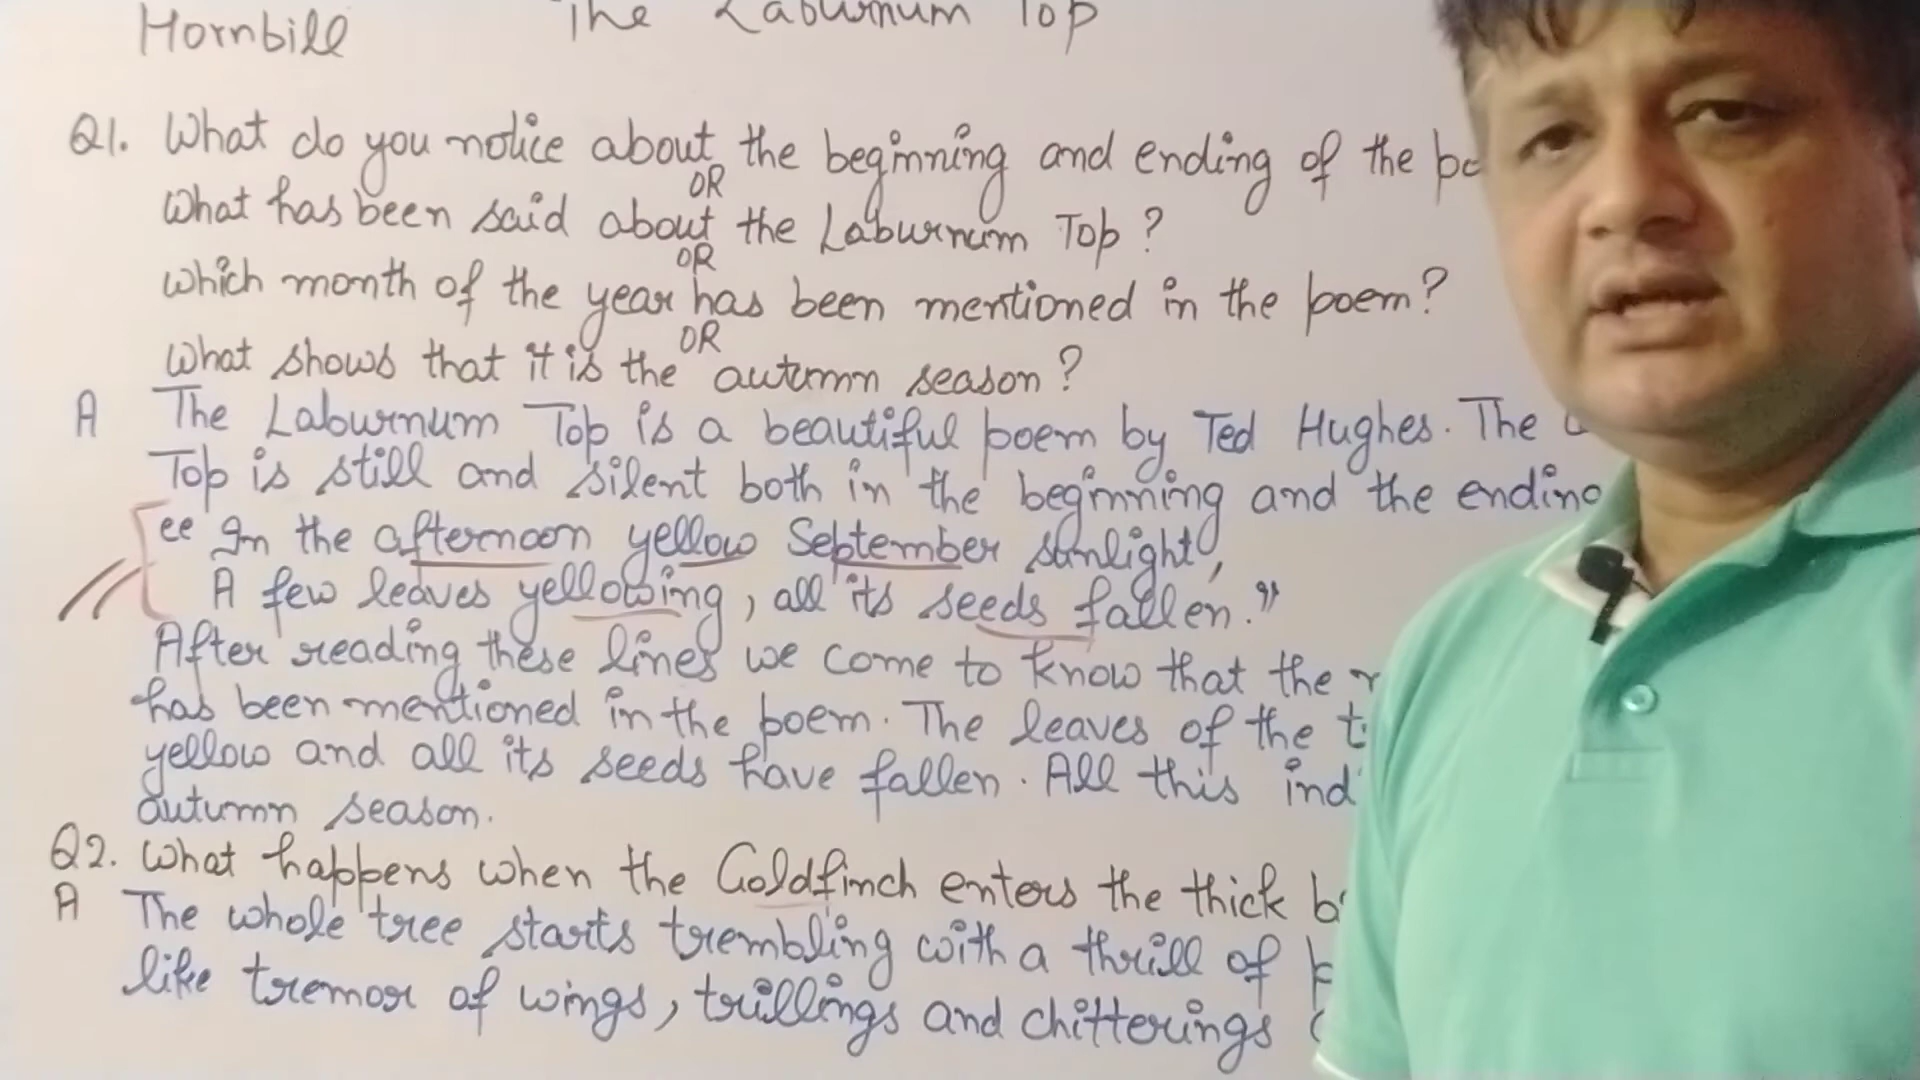 Hornbill The Laburnum Top
Q1. What do you notice about the beginning and ending of the
OR
What has been said about the Laburnum Top?
OR
Which month of the year has been mentioned in the poem?
OR
What shows that it is the autumn season?
A The Laburnum Top is a beautiful poem by Ted Hughes. The
Top is still and silent both in the beginning and the ending
"In the afternoon yellow September sunlight,
A few leaves yellowing, all its seeds fallen."
After reading these lines we come to know that the
has been mentioned in the poem. The leaves of the
yellow and all its seeds have fallen. All this
autumn season.
Q2. What happens when the Goldfinch enters the thick
A The whole tree starts trembling with a thrill of
like tremor of wings, trillings and chitterings